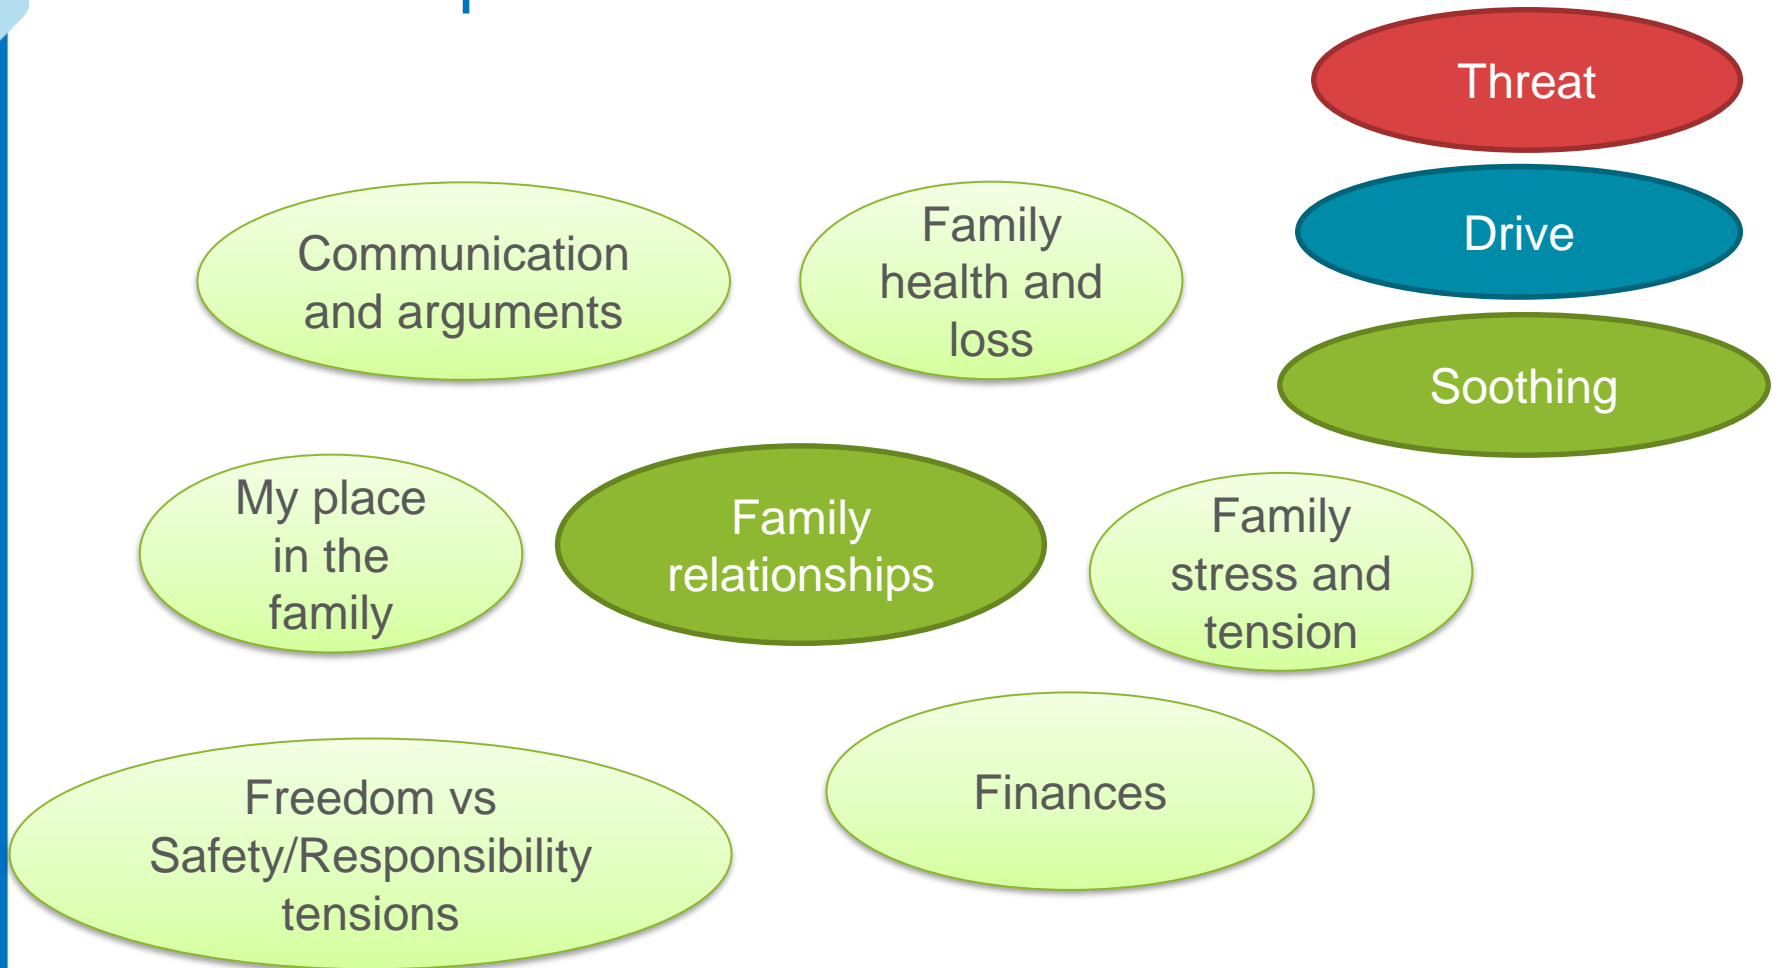 Threat
Drive
Soothing
Communication
and arguments
Family
health and
loss
My place
in the
family
Family
relationships
Family
stress and
tension
Freedom vs
Safety/Responsibility
tensions
Finances